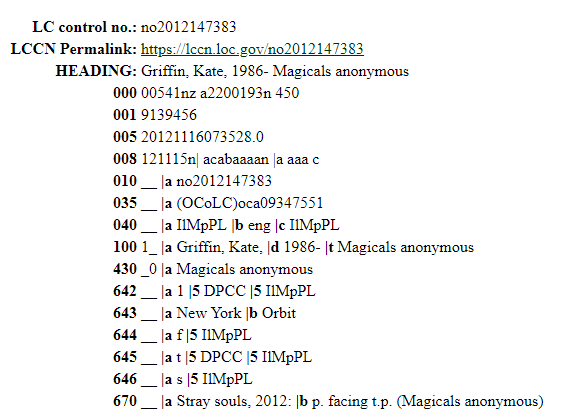 LC control no.: no2012147383
LCCN Permalink: https://lccn.loc.gov/no2012147383
HEADING: Griffin, Kate, 1986- Magicals anonymous
000 00541nz a2200193n 450
001 9139456
005 20121116073528.0
008 121115n| acabaaaan |a aaa c
010 __ |a no2012147383
035 __ |a (OCoLC)oca09347551
040 __ |a IlMpPL |b eng |c IlMpPL
100 1_ |a Griffin, Kate, |d 1986- |t Magicals anonymous
430 _0 |a Magicals anonymous
642 __ |a 1 |5 DPCC |5 IlMpPL
643 __ |a New York |b Orbit
644 __ |a f |5 IlMpPL
645 __ |a t |5 DPCC |5 IlMpPL
646 __ |a s |5 IlMpPL
670 __ |a Stray souls, 2012: |b p. facing t.p. (Magicals anonymous)